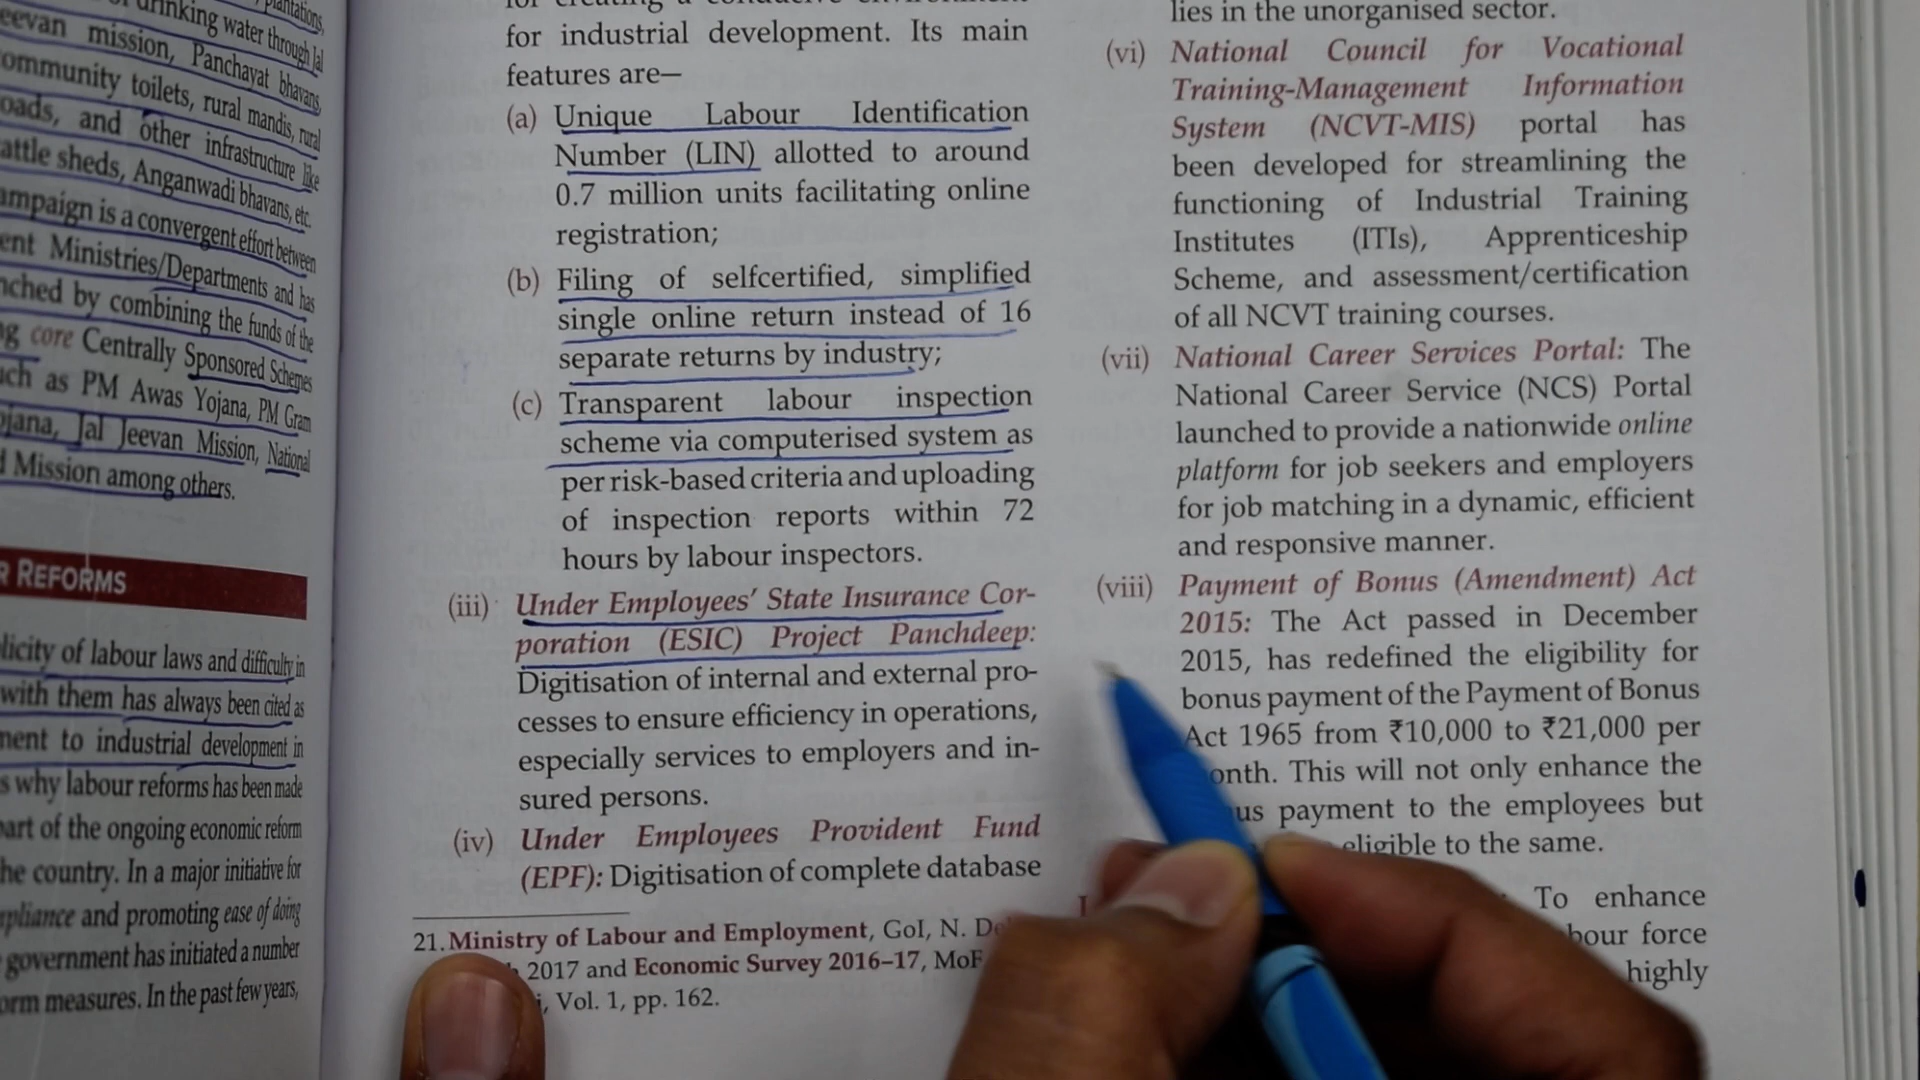 drinking water through Jal
mission, Panchayat bhavans,
toilets, rural mandis, rural
and other infrastructure like
sheds, Anganwadi bhavans, etc.
is a convergent effort between
Ministries/Departments and has
by combining the funds of the
core Centrally Sponsored Schemes
as PM Awas Yojana, PM Gram
Jal Jeevan Mission, National
Mission among others.
REFORMS
of labour laws and difficulty in
with them has always been cited as
to industrial development in
why labour reforms has been made
of the ongoing economic reform
country. In a major initiative for
and promoting ease of doing
government has initiated a number
measures. In the past few years,
for creating a conducive environment
for industrial development. Its main
features are—
(a) Unique Labour Identification
Number (LIN) allotted to around
0.7 million units facilitating online
registration;
(b) Filing of selfcertified, simplified
single online return instead of 16
separate returns by industry;
(c) Transparent labour inspection
scheme via computerised system as
per risk-based criteria and uploading
of inspection reports within 72
hours by labour inspectors.
(iii) Under Employees' State Insurance Cor-
poration (ESIC) Project Panchdeep:
Digitisation of internal and external pro-
cesses to ensure efficiency in operations,
especially services to employers and in-
sured persons.
(iv) Under Employees Provident Fund
(EPF): Digitisation of complete database
21. Ministry of Labour and Employment, GoI, N.
2017 and Economic Survey 2016–17, MoF
, Vol. 1, pp. 162.
lies in the unorganised sector.
(vi) National Council for Vocational
Training-Management Information
System (NCVT-MIS) portal has
been developed for streamlining the
functioning of Industrial Training
Institutes (ITIs), Apprenticeship
Scheme, and assessment/certification
of all NCVT training courses.
(vii) National Career Services Portal: The
National Career Service (NCS) Portal
launched to provide a nationwide online
platform for job seekers and employers
for job matching in a dynamic, efficient
and responsive manner.
(viii) Payment of Bonus (Amendment) Act
2015: The Act passed in December
2015, has redefined the eligibility for
bonus payment of the Payment of Bonus
Act 1965 from ₹10,000 to ₹21,000 per
This will not only enhance the
payment to the employees but
eligible to the same.
To enhance
force
highly